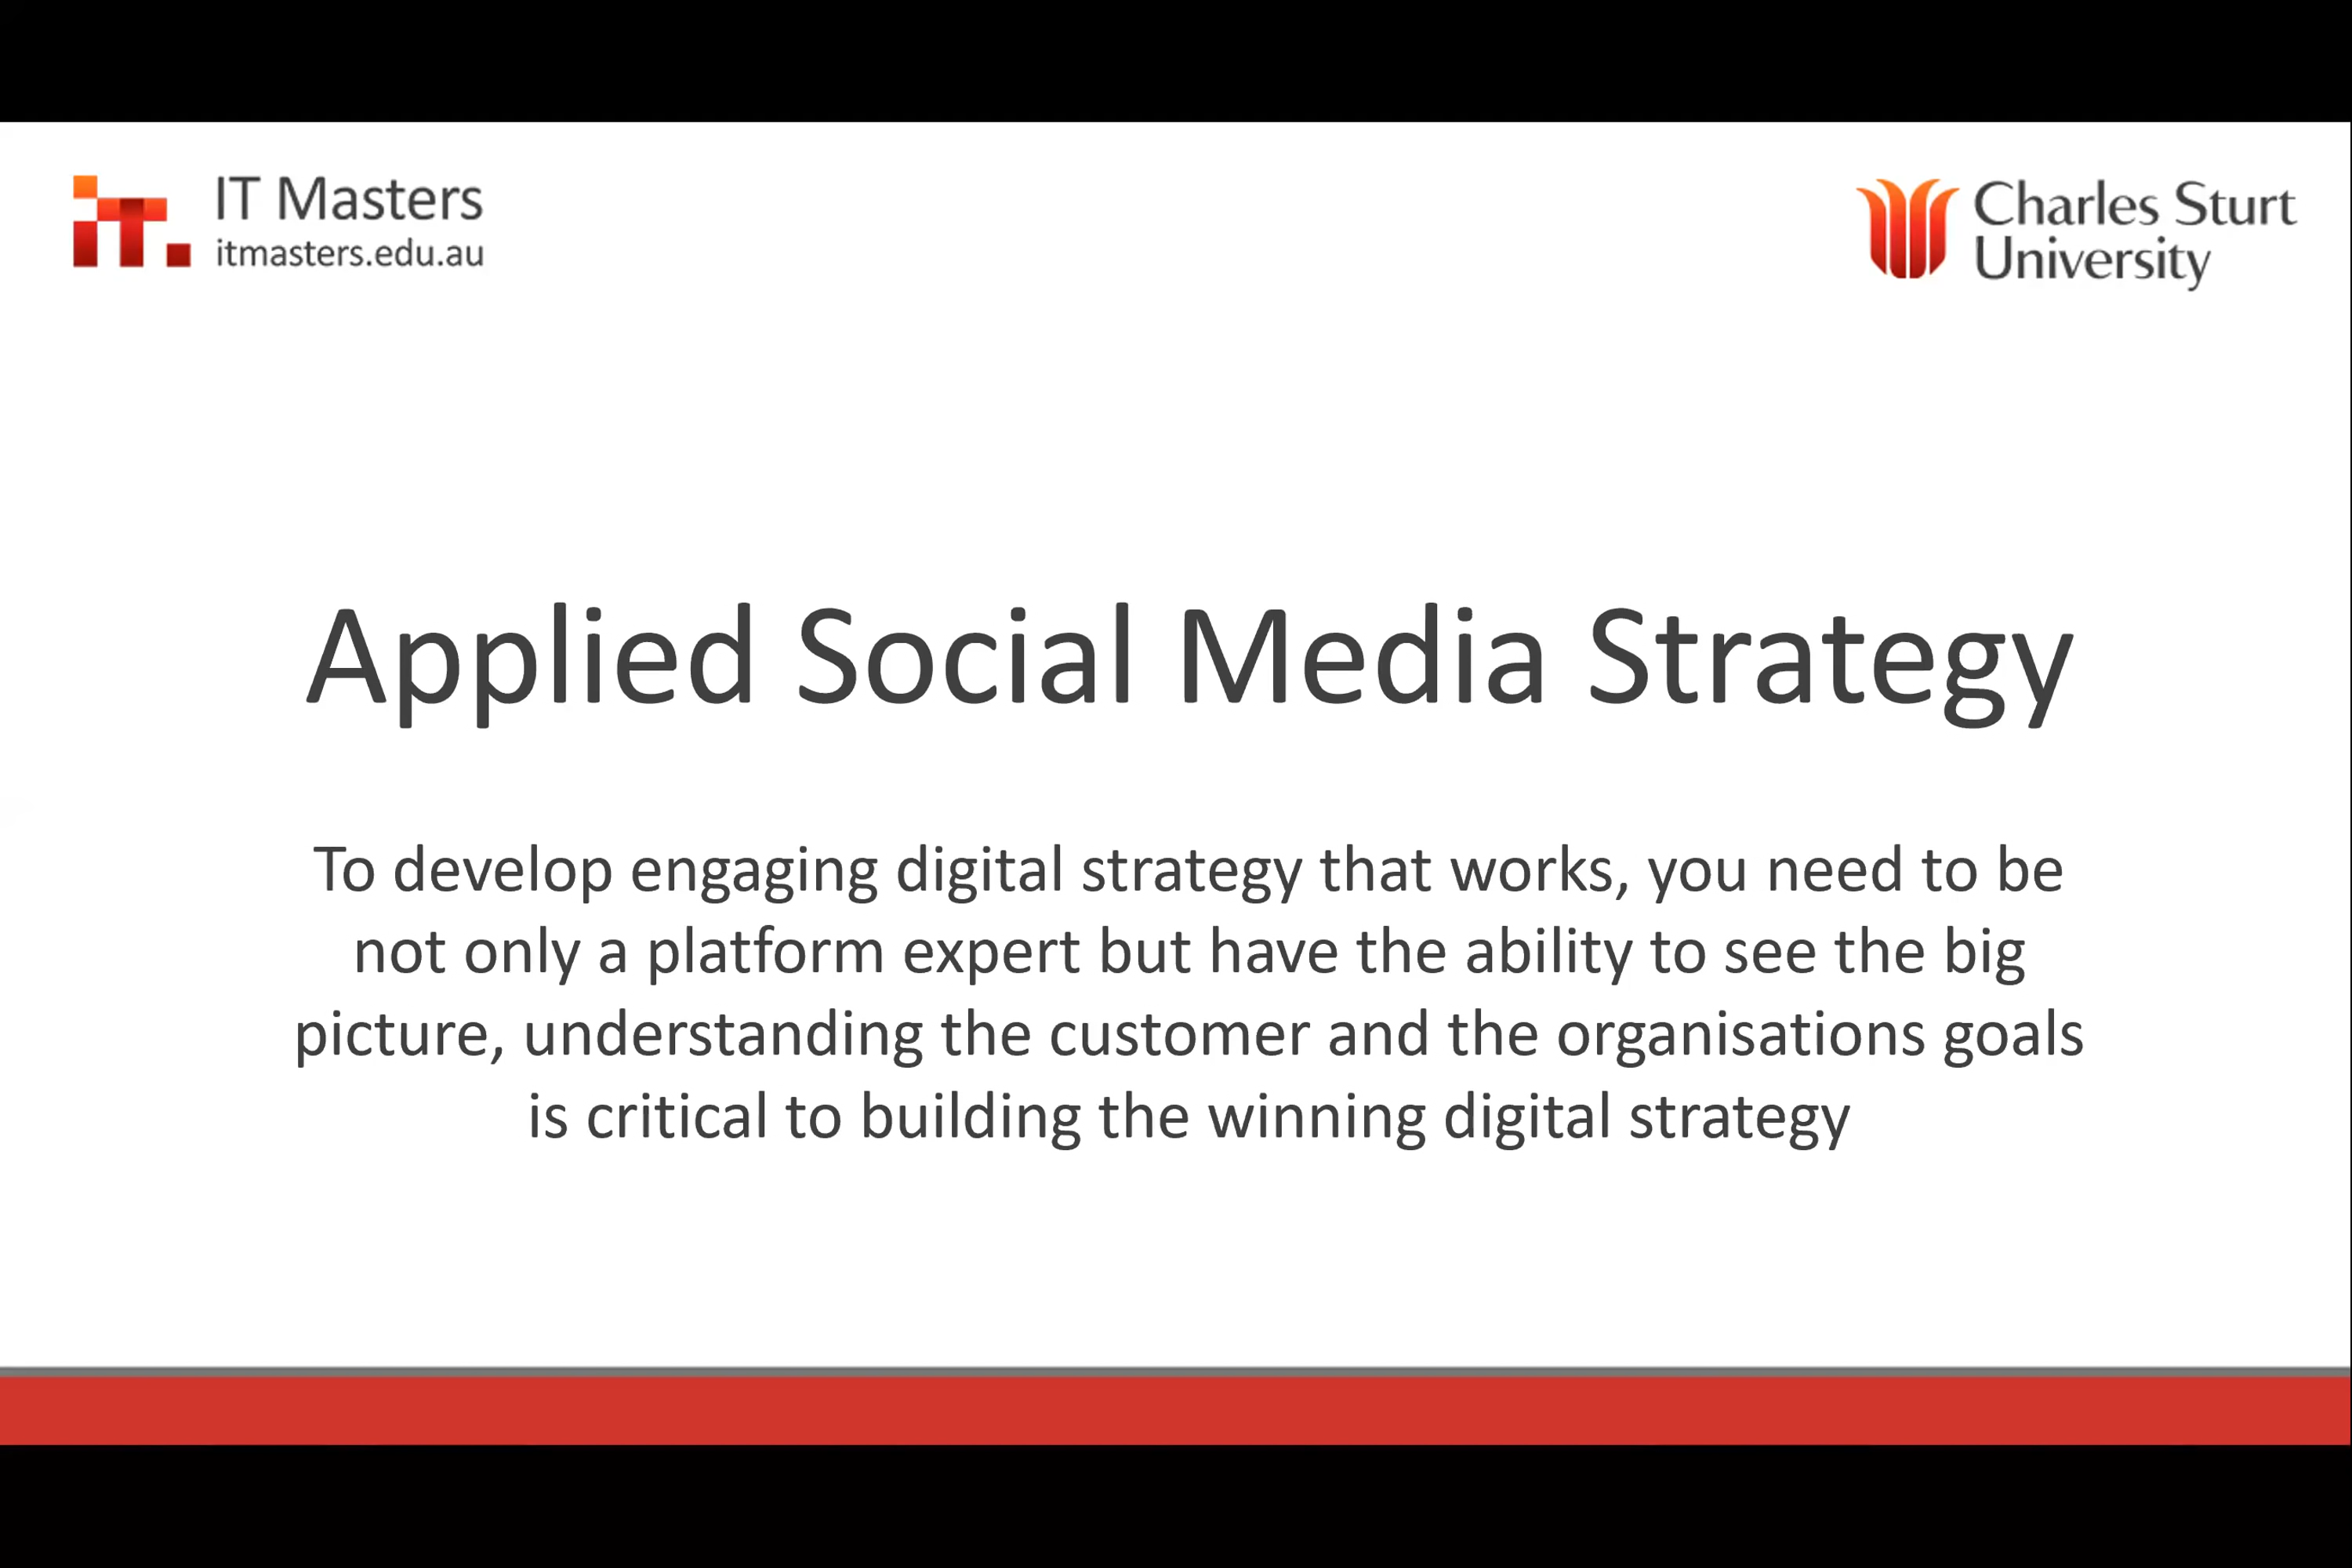 IT Masters
itmasters.edu.au
Charles Sturt
University
Applied Social Media Strategy
To develop engaging digital strategy that works, you need to be
not only a platform expert but have the ability to see the big
picture, understanding the customer and the organisations goals
is critical to building the winning digital strategy